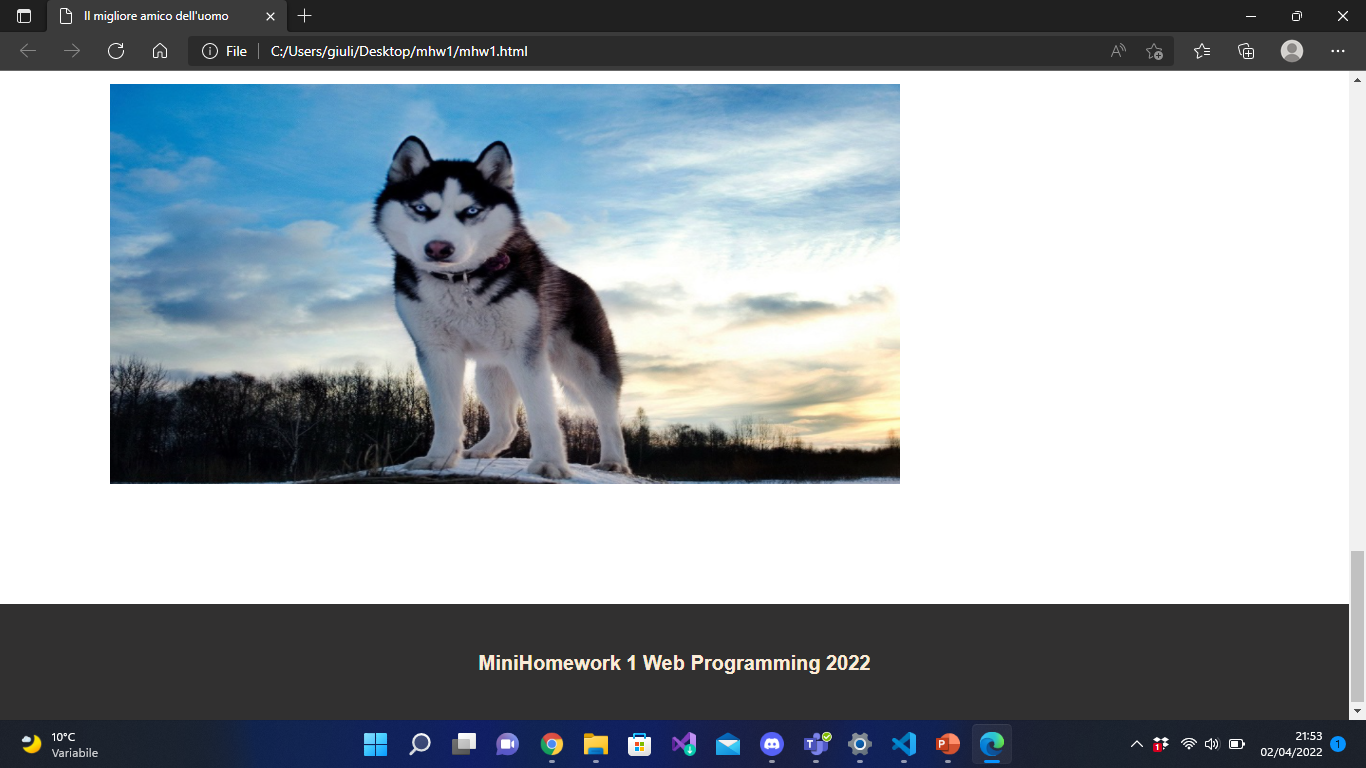 Il migliore amico dell'uomo
File
C:/Users/giuli/Desktop/mhw1/mhw1.html
MiniHomework 1 Web Programming 2022
10°C
Variabile
1
21:53
02/04/2022
1